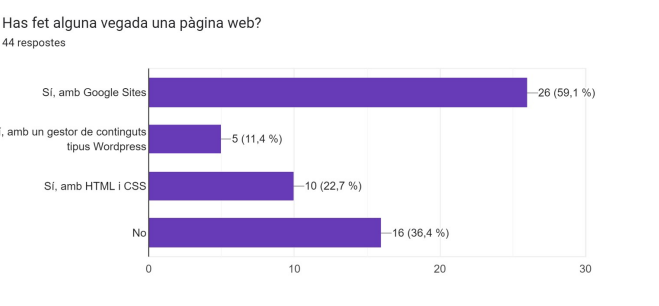 Has fet alguna vegada una pàgina web?
44 respostes
Sí, amb Google Sites
26 (59,1 %)
, amb un gestor de continguts
tipus Wordpress
5 (11,4 %)
Sí, amb HTML i CSS
10 (22,7 %)
No
16 (36,4 %)
0
10
20
30